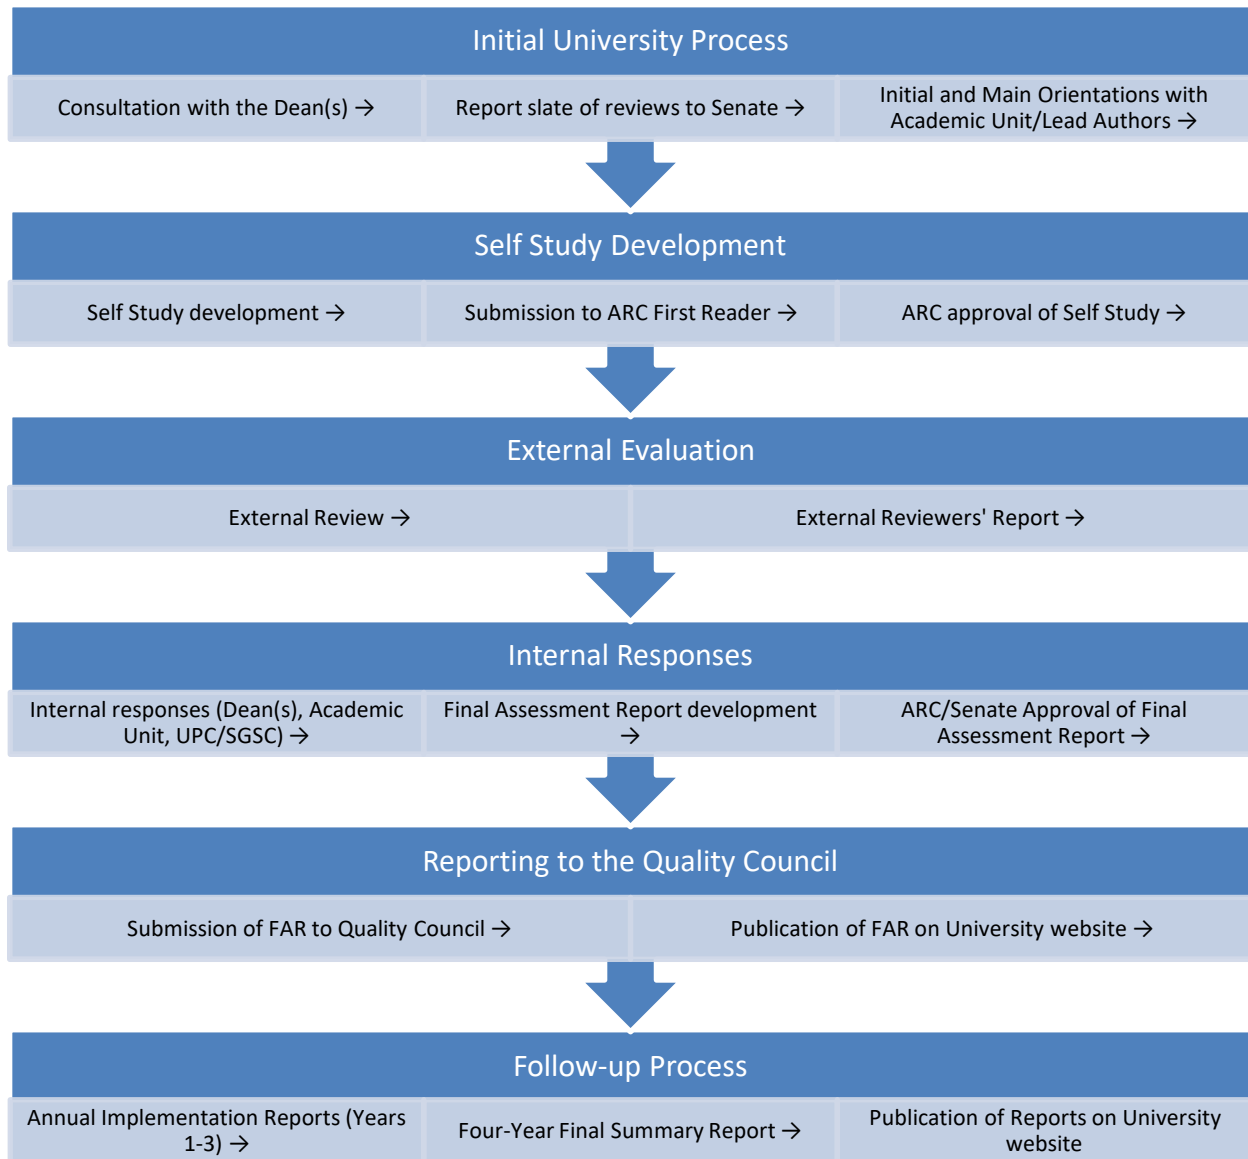 Initial University Process
Consultation with the Dean(s) →
Report slate of reviews to Senate →
Initial and Main Orientations with
Academic Unit/Lead Authors →
Self Study Development
Self Study development →
Submission to ARC First Reader →
ARC approval of Self Study →
External Evaluation
External Review →
External Reviewers' Report →
Internal Responses
Internal responses (Dean(s), Academic
Unit, UPC/SGSC) →
Final Assessment Report development
→
ARC/Senate Approval of Final
Assessment Report →
Reporting to the Quality Council
Submission of FAR to Quality Council →
Publication of FAR on University website →
Follow-up Process
Annual Implementation Reports (Years
1-3) →
Four-Year Final Summary Report →
Publication of Reports on University
website